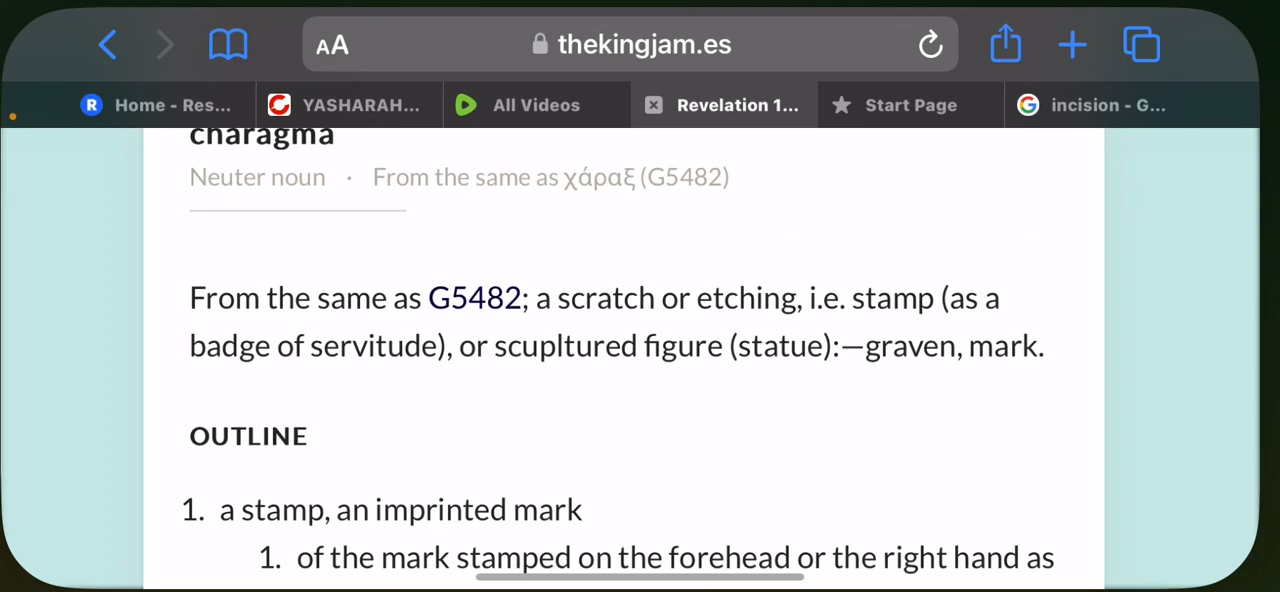 AA
thekingjam.es
R Home - Res...
YASHARAH...
All Videos
Revelation 1...
Start Page
G incision - G...
charagma
Neuter noun · From the same as χάραξ (G5482)
From the same as G5482; a scratch or etching, i.e. stamp (as a
badge of servitude), or scupltured figure (statue):—graven, mark.
OUTLINE
1. a stamp, an imprinted mark
1. of the mark stamped on the forehead or the right hand as